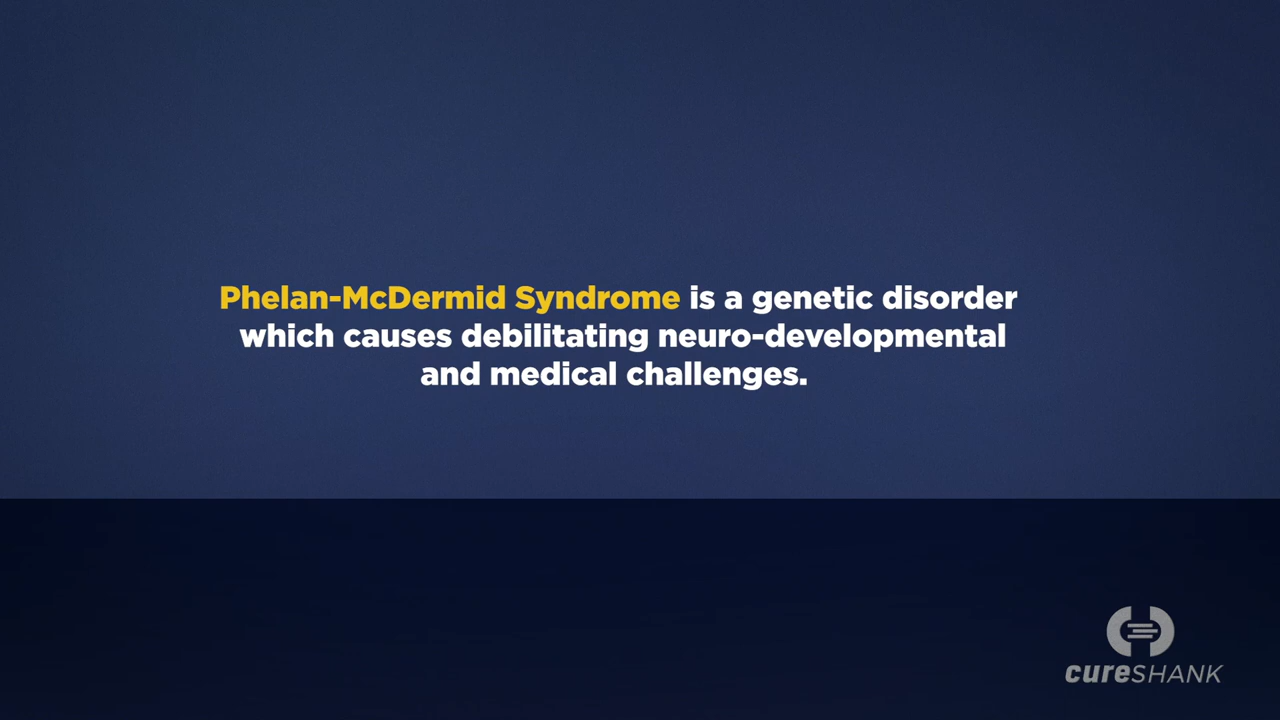 Phelan-McDermid Syndrome is a genetic disorder
which causes debilitating neuro-developmental
and medical challenges.
cureSHANK